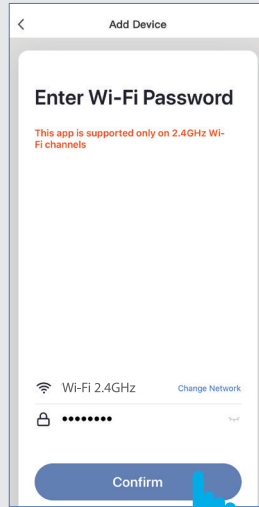 Add Device
Enter Wi-Fi Password
This app is supported only on 2.4GHz Wi-
Fi channels
Wi-Fi 2.4GHz
Change Network
••••••••
Confirm